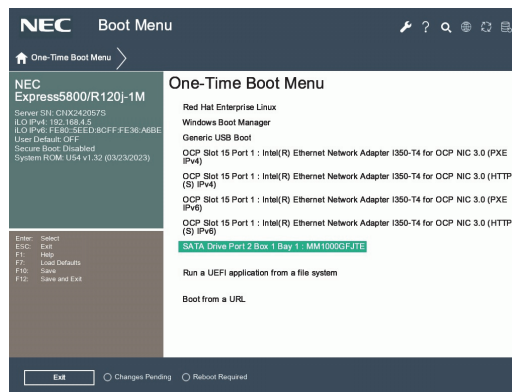 NEC Boot Menu
One-Time Boot Menu
NEC
Express5800/R120j-1M
Server SN: CNX242057S
iLO IPv4: 192.168.4.5
iLO IPv6: FE80::5EED:8CFF:FE36:A6BE
User Default: OFF
Secure Boot: Disabled
System ROM: U54 v1.32 (03/23/2023)
Enter: Select
ESC: Exit
F1: Help
F7: Load Defaults
F10: Save
F12: Save and Exit
One-Time Boot Menu
Red Hat Enterprise Linux
Windows Boot Manager
Generic USB Boot
OCP Slot 15 Port 1 : Intel(R) Ethernet Network Adapter I350-T4 for OCP NIC 3.0 (PXE
IPv4)
OCP Slot 15 Port 1 : Intel(R) Ethernet Network Adapter I350-T4 for OCP NIC 3.0 (HTTP
(S) IPv4)
OCP Slot 15 Port 1 : Intel(R) Ethernet Network Adapter I350-T4 for OCP NIC 3.0 (PXE
IPv6)
OCP Slot 15 Port 1 : Intel(R) Ethernet Network Adapter I350-T4 for OCP NIC 3.0 (HTTP
(S) IPv6)
SATA Drive Port 2 Box 1 Bay 1 : MM1000GFJTE
Run a UEFI application from a file system
Boot from a URL
Exit
Changes Pending
Reboot Required